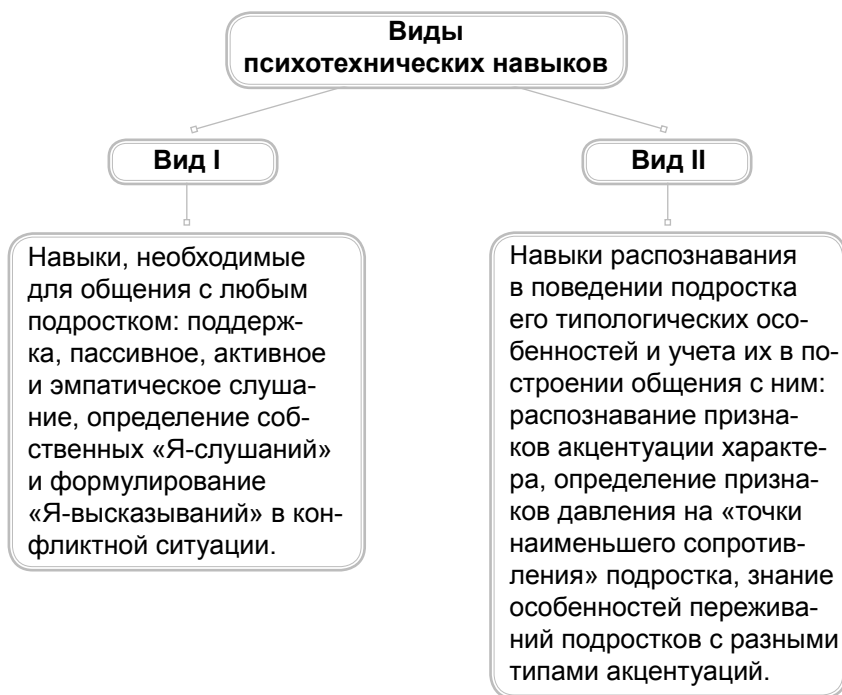 Виды
психотехнических навыков
Вид I
Вид II
Навыки, необходимые
для общения с любым
подростком: поддерж-
ка, пассивное, активное
и эмпатическое слуша-
ние, определение соб-
ственных «Я-слушаний»
и формулирование
«Я-высказываний» в кон-
фликтной ситуации.
Навыки распознавания
в поведении подростка
его типологических осо-
бенностей и учета их в по-
строении общения с ним:
распознавание призна-
ков акцентуации характе-
ра, определение призна-
ков давления на «точки
наименьшего сопротив-
ления» подростка, знание
особенностей пережива-
ний подростков с разными
типами акцентуаций.